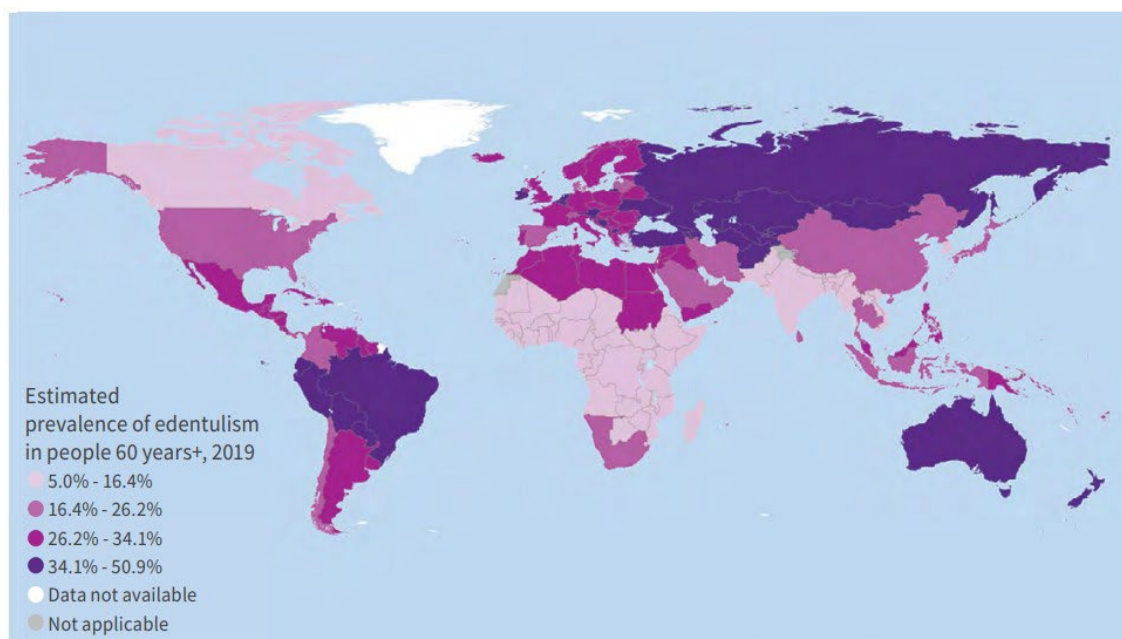 Estimated
prevalence of edentulism
in people 60 years+, 2019
5.0% - 16.4%
16.4% - 26.2%
26.2% - 34.1%
34.1% - 50.9%
Data not available
Not applicable